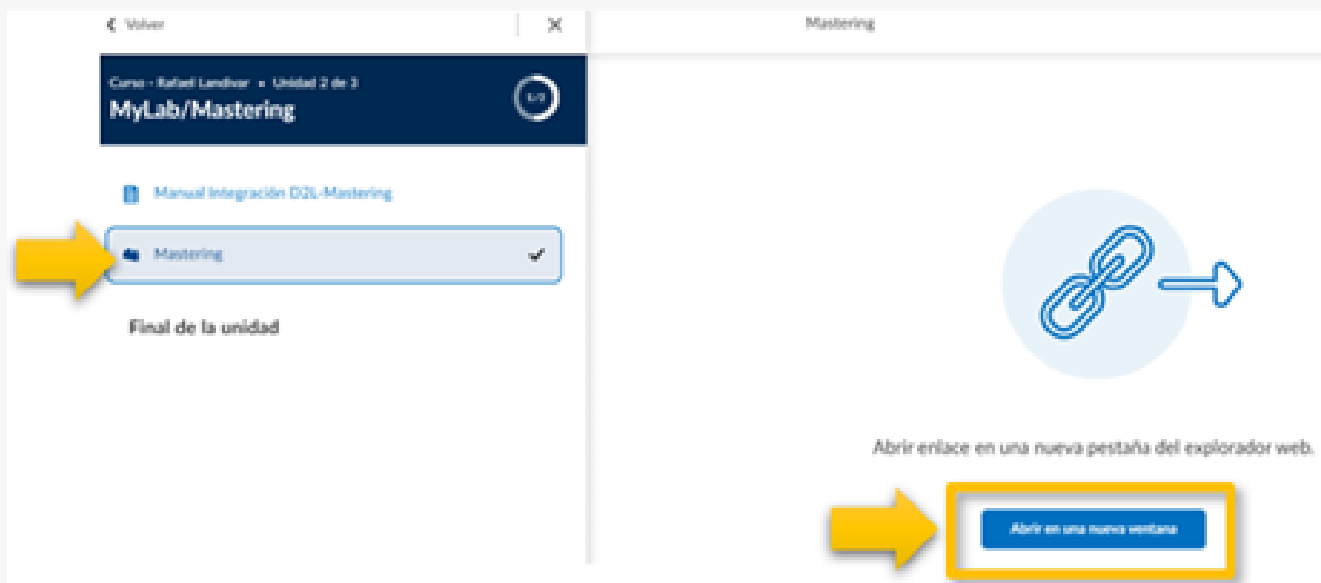 Volver
Mastering
Curso - Rafael Landivar • Unidad 2 de 3
MyLab/Mastering
Manual Integración D2L-Mastering
Mastering
Final de la unidad
Abrir enlace en una nueva pestaña del explorador web.
Abrir en una nueva ventana